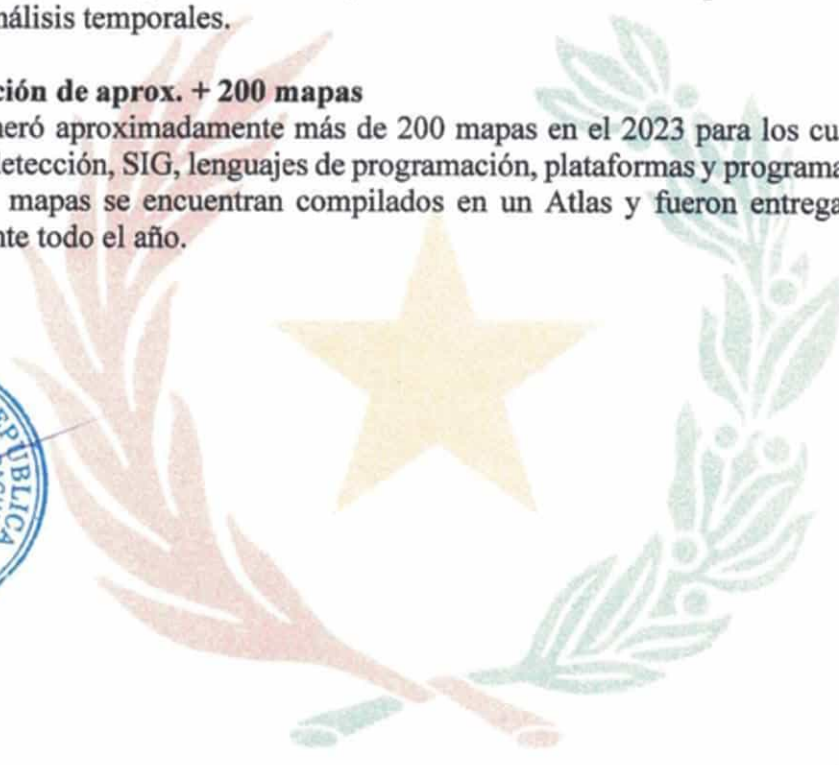 nálisis temporales.
ción de aprox. + 200 mapas
neró aproximadamente más de 200 mapas en el 2023 para los cu
letección, SIG, lenguajes de programación, plataformas y programa
mapas se encuentran compilados en un Atlas y fueron entrega
nte todo el año.
EPÚBLICA